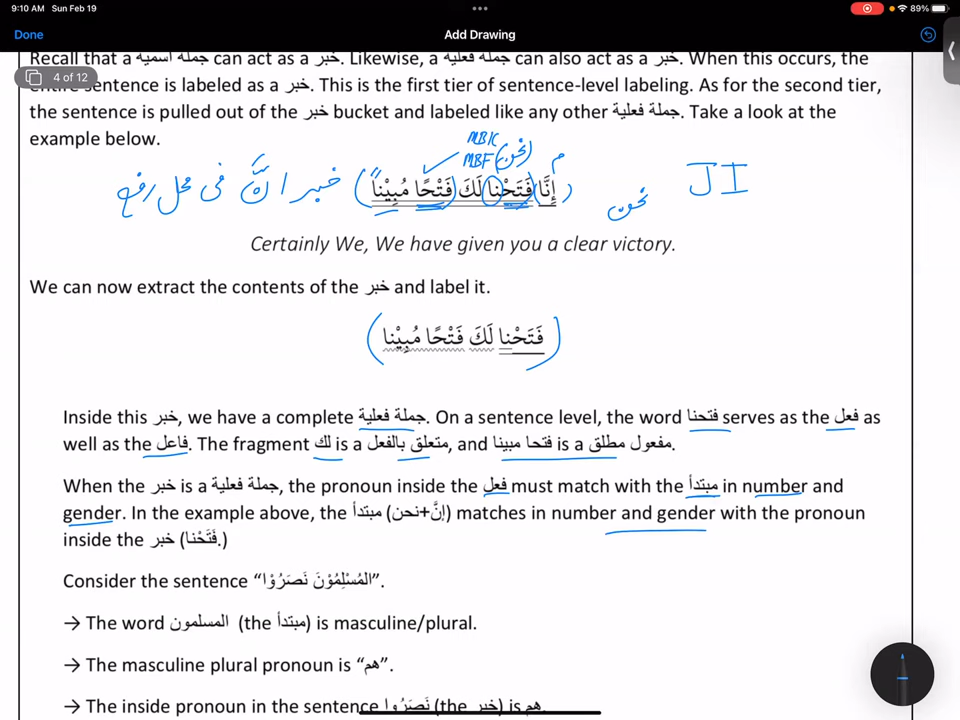 9:10 AM Sun Feb 19
89%
Done
Add Drawing
4 of 12
Recall that a جملة اسمية can act as a خبر. Likewise, a جملة فعلية can also act as a خبر. When this occurs, the
entire sentence is labeled as a خبر. This is the first tier of sentence-level labeling. As for the second tier,
the sentence is pulled out of the خبر bucket and labeled like any other جملة فعلية. Take a look at the
example below.
MBIC
MBF (نحن) م
(إِنَّا (فَتَحْنا لَكَ فَتْحًا مُبِيْنا) خبر ان في محل رفع
نحن
JI
Certainly We, We have given you a clear victory.
We can now extract the contents of the خبر and label it.
(فَتَحْنا لَكَ فَتْحًا مُبِيْنا)
Inside this خبر, we have a complete جملة فعلية. On a sentence level, the word فتحنا serves as the فعل as
well as the فاعل. The fragment لك is a متعلق بالفعل, and فتحا مبينا is a مفعول مطلق.
When the خبر is a جملة فعلية, the pronoun inside the فعل must match with the مبتدأ in number and
gender. In the example above, the مبتدأ (إنَّ+نحن) matches in number and gender with the pronoun
inside the خبر (فَتَحْنا.)
Consider the sentence “المُسْلِمُوْنَ نَصَرُوْا”.
→ The word المسلمون (the مبتدأ) is masculine/plural.
→ The masculine plural pronoun is “هم”.
→ The inside pronoun in the sentence نَصَرُوا (the خبر) is هم.